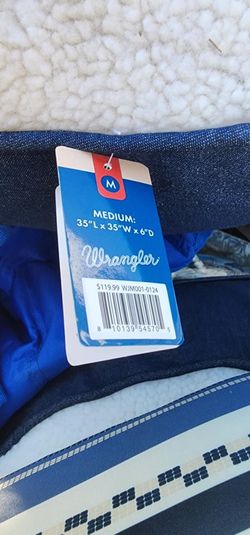 M
MEDIUM:
35"L x 35"W x 6"D
Wrangler
$119.99 WJM001-0124
8 10139 54570 5